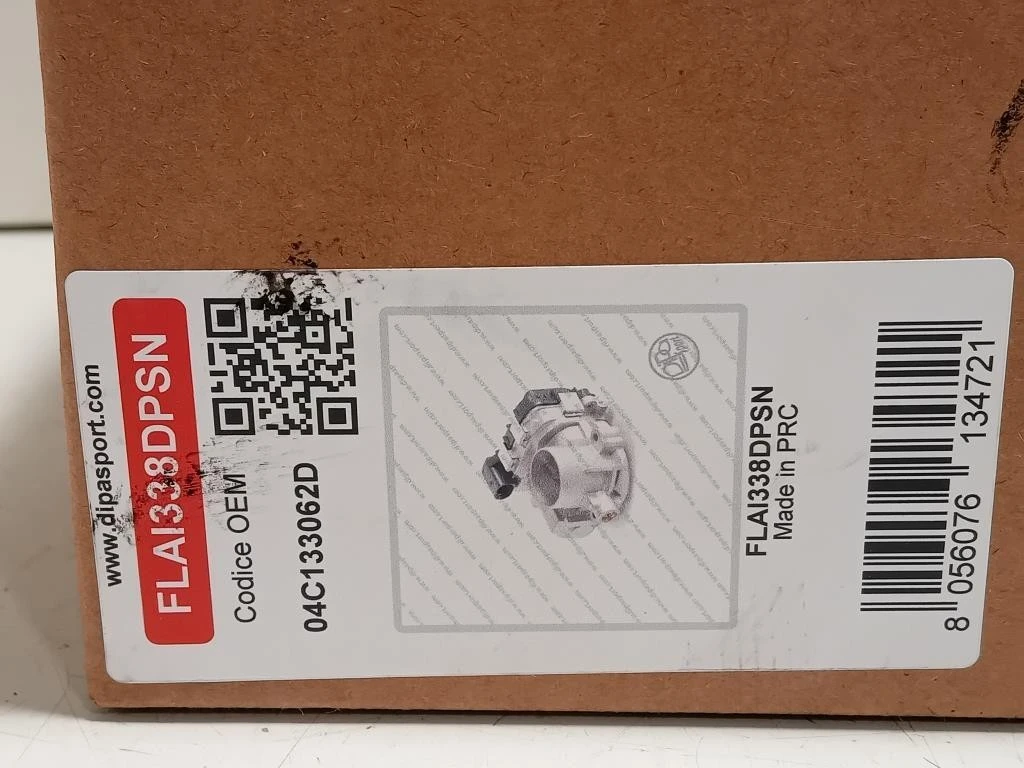 www.dipasport.com
FLAI338DPSN
Codice OEM
04C133062D
FLAI338DPSN
Made in PRC
8 056076 134721